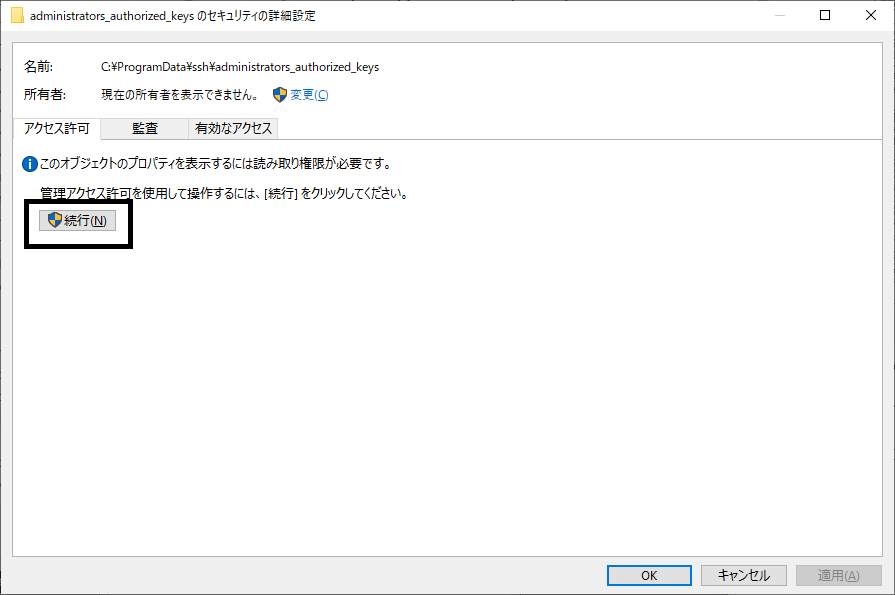 administrators_authorized_keys のセキュリティの詳細設定
名前: C:¥ProgramData¥ssh¥administrators_authorized_keys
所有者: 現在の所有者を表示できません。 変更(C)
アクセス許可 監査 有効なアクセス
このオブジェクトのプロパティを表示するには読み取り権限が必要です。
管理アクセス許可を使用して操作するには、[続行] をクリックしてください。
続行(N)
OK キャンセル 適用(A)